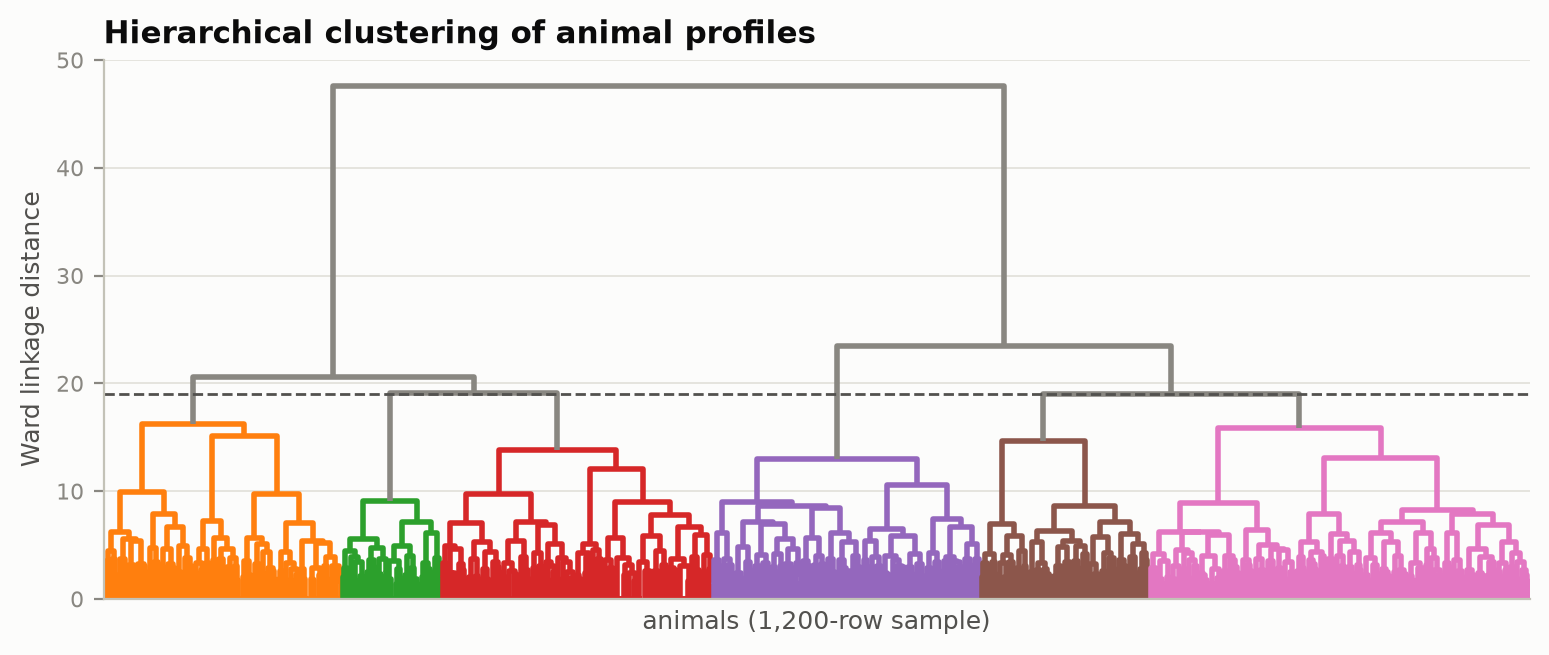 Hierarchical clustering of animal profiles
50
40
30
20
10
0
Ward linkage distance
animals (1,200-row sample)